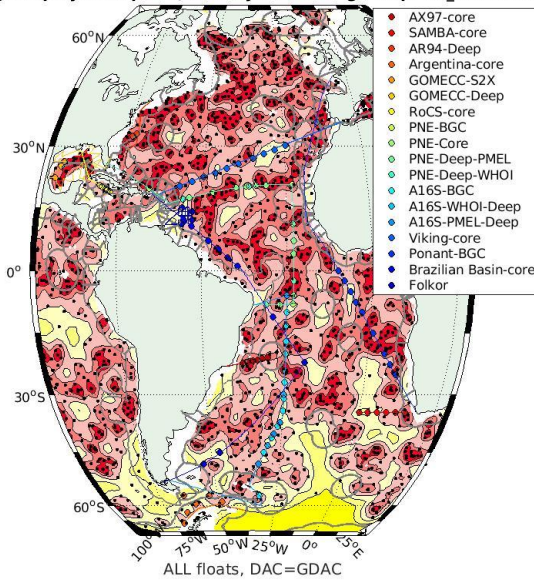 AX97-core
SAMBA-core
AR94-Deep
Argentina-core
GOMECC-S2X
GOMECC-Deep
RoCS-core
PNE-BGC
PNE-Core
PNE-Deep-PMEL
PNE-Deep-WHOI
A16S-BGC
A16S-WHOI-Deep
A16S-PMEL-Deep
Viking-core
Ponant-BGC
Brazilian Basin-core
Folkor
60°N
30°N
0°
30°S
60°S
100°W
75°W
50°W
25°W
0°
25°E
ALL floats, DAC=GDAC